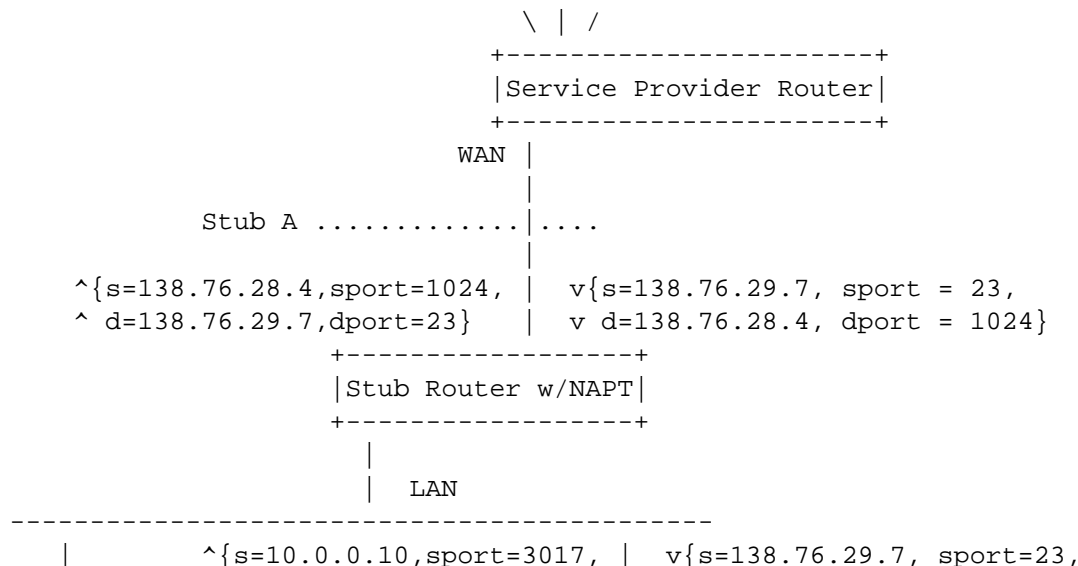 \ | /
+-----------------------+
|Service Provider Router|
+-----------------------+
WAN |
|
Stub A .............|....
|
^{s=138.76.28.4,sport=1024, | v{s=138.76.29.7, sport = 23,
^ d=138.76.29.7,dport=23} | v d=138.76.28.4, dport = 1024}
+------------------+
|Stub Router w/NAPT|
+------------------+
|
| LAN
--------------------------------------------
| ^{s=10.0.0.10,sport=3017, | v{s=138.76.29.7, sport=23,